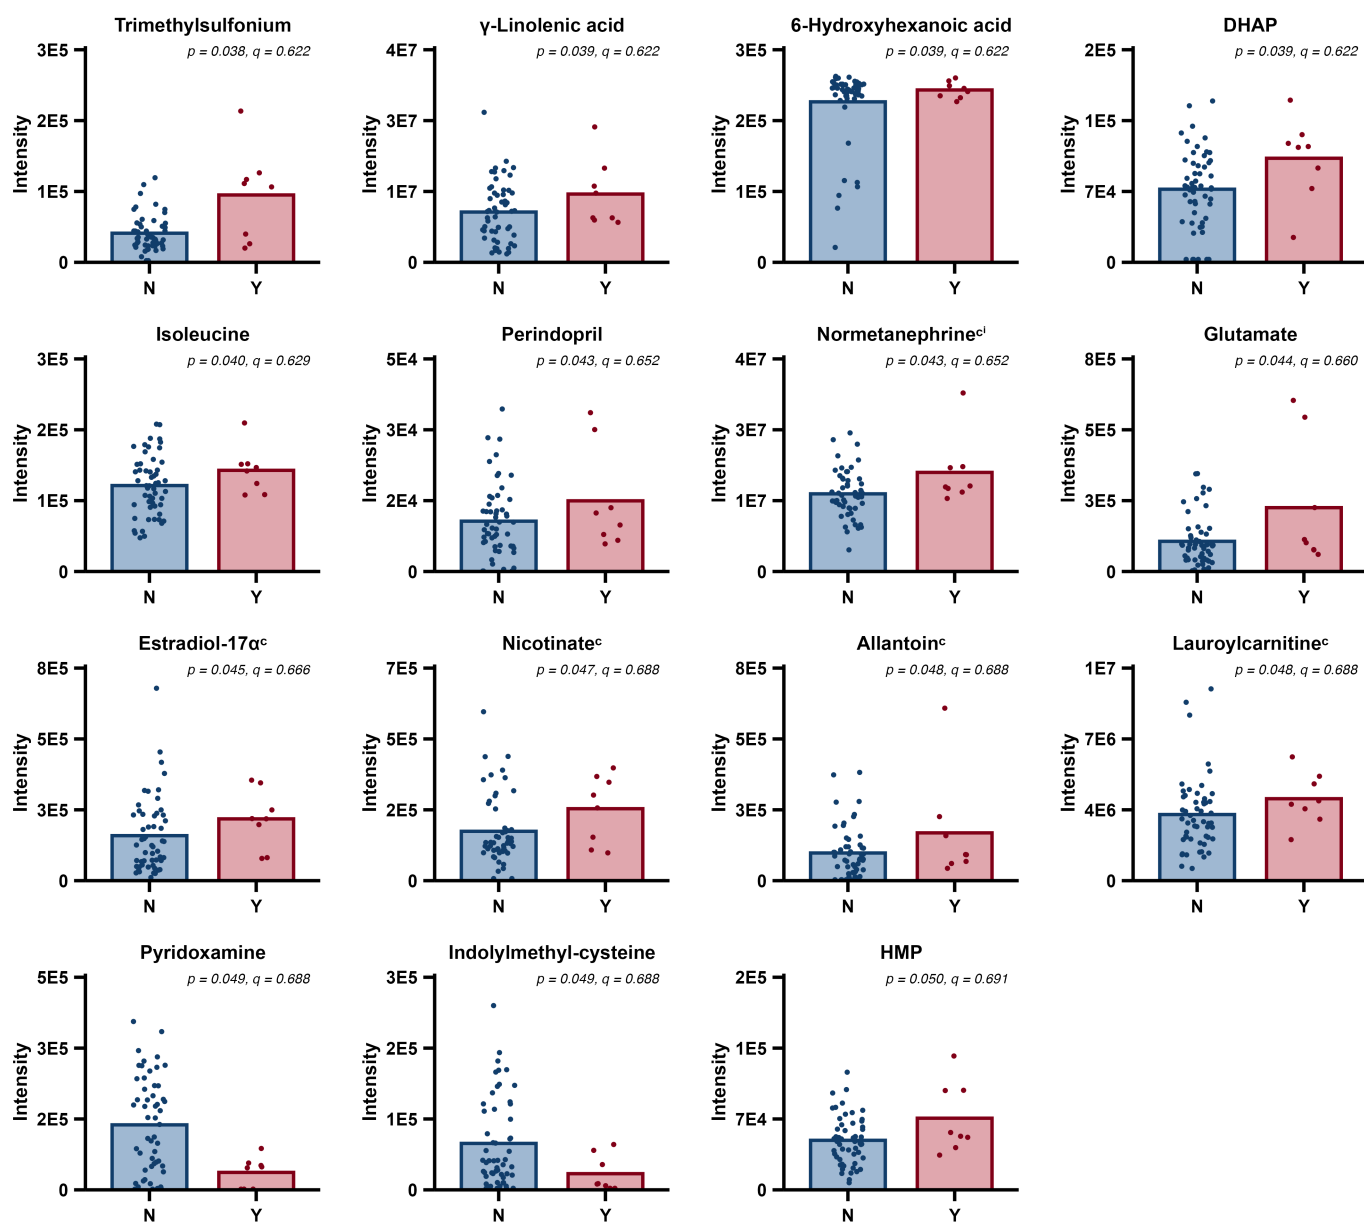 Trimethylsulfonium
p = 0.038, q = 0.622
3E5
2E5
1E5
0
Intensity
N
Y
γ-Linolenic acid
p = 0.039, q = 0.622
4E7
3E7
1E7
0
Intensity
N
Y
6-Hydroxyhexanoic acid
p = 0.039, q = 0.622
3E5
2E5
1E5
0
Intensity
N
Y
DHAP
p = 0.039, q = 0.622
2E5
1E5
7E4
0
Intensity
N
Y
Isoleucine
p = 0.040, q = 0.629
3E5
2E5
1E5
0
Intensity
N
Y
Perindopril
p = 0.043, q = 0.652
5E4
3E4
2E4
0
Intensity
N
Y
Normetanephrineᶜⁱ
p = 0.043, q = 0.652
4E7
3E7
1E7
0
Intensity
N
Y
Glutamate
p = 0.044, q = 0.660
8E5
5E5
3E5
0
Intensity
N
Y
Estradiol-17αᶜ
p = 0.045, q = 0.666
8E5
5E5
3E5
0
Intensity
N
Y
Nicotinateᶜ
p = 0.047, q = 0.688
7E5
5E5
2E5
0
Intensity
N
Y
Allantoinᶜ
p = 0.048, q = 0.688
8E5
5E5
3E5
0
Intensity
N
Y
Lauroylcarnitineᶜ
p = 0.048, q = 0.688
1E7
7E6
4E6
0
Intensity
N
Y
Pyridoxamine
p = 0.049, q = 0.688
5E5
3E5
2E5
0
Intensity
N
Y
Indolylmethyl-cysteine
p = 0.049, q = 0.688
3E5
2E5
1E5
0
Intensity
N
Y
HMP
p = 0.050, q = 0.691
2E5
1E5
7E4
0
Intensity
N
Y